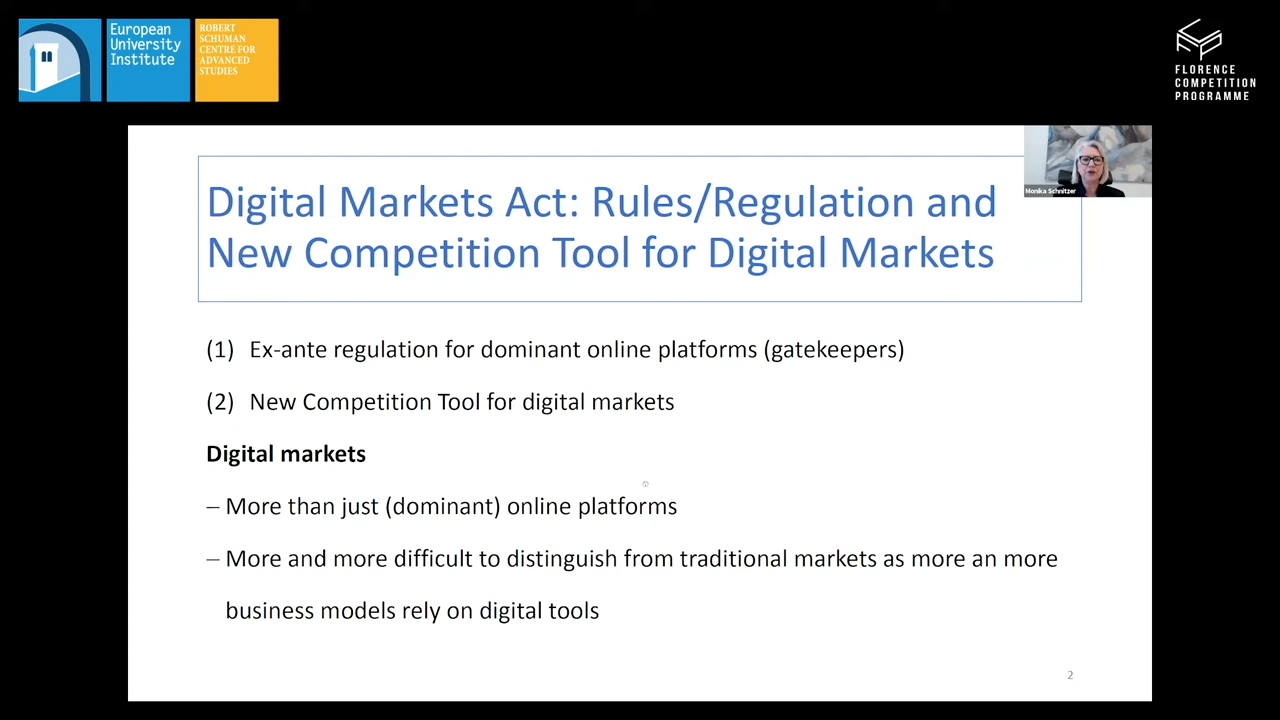 European
University
Institute
ROBERT
SCHUMAN
CENTRE FOR
ADVANCED
STUDIES
FLORENCE
COMPETITION
PROGRAMME
Monika Schnitzer
Digital Markets Act: Rules/Regulation and
New Competition Tool for Digital Markets
(1) Ex-ante regulation for dominant online platforms (gatekeepers)
(2) New Competition Tool for digital markets
Digital markets
– More than just (dominant) online platforms
– More and more difficult to distinguish from traditional markets as more an more
business models rely on digital tools
2